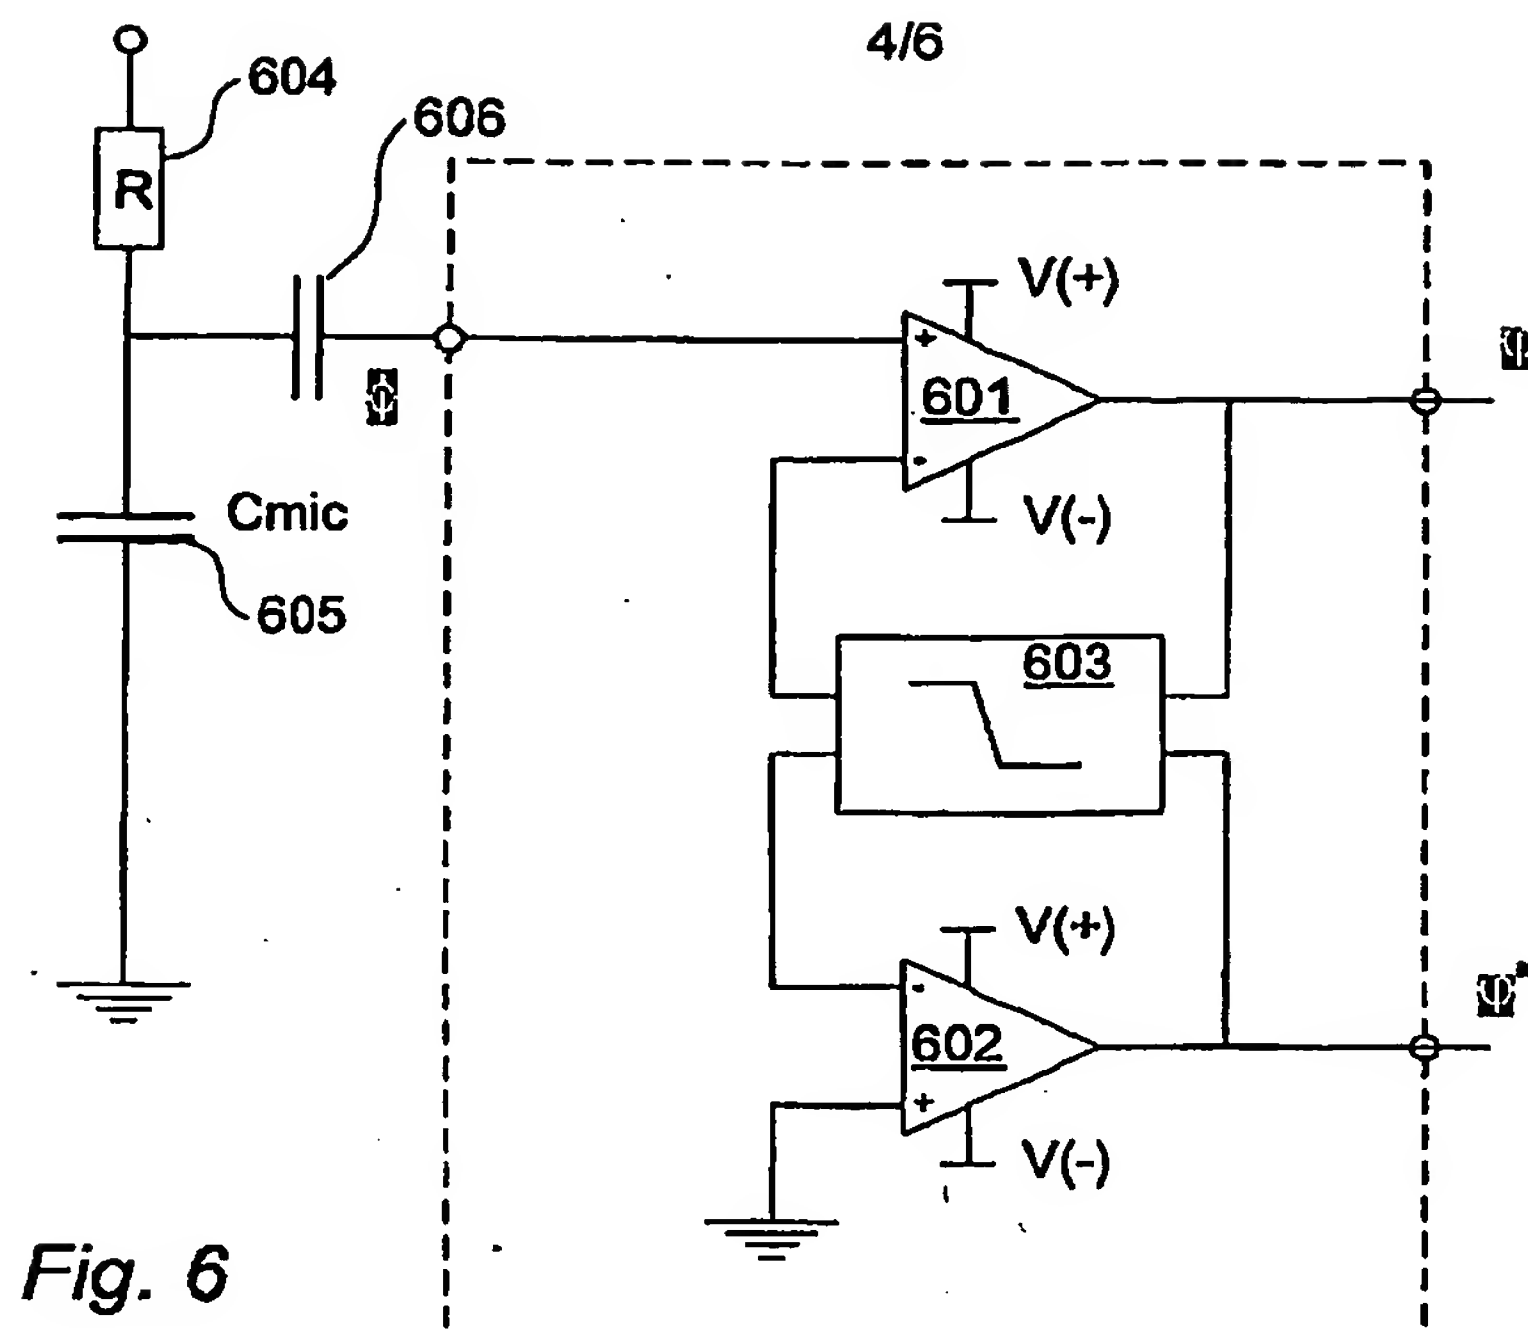 4/6
604
606
R
V(+)
φ
+
601
-
V(-)
Cmic
605
603
V(+)
-
602
+
V(-)
Fig. 6